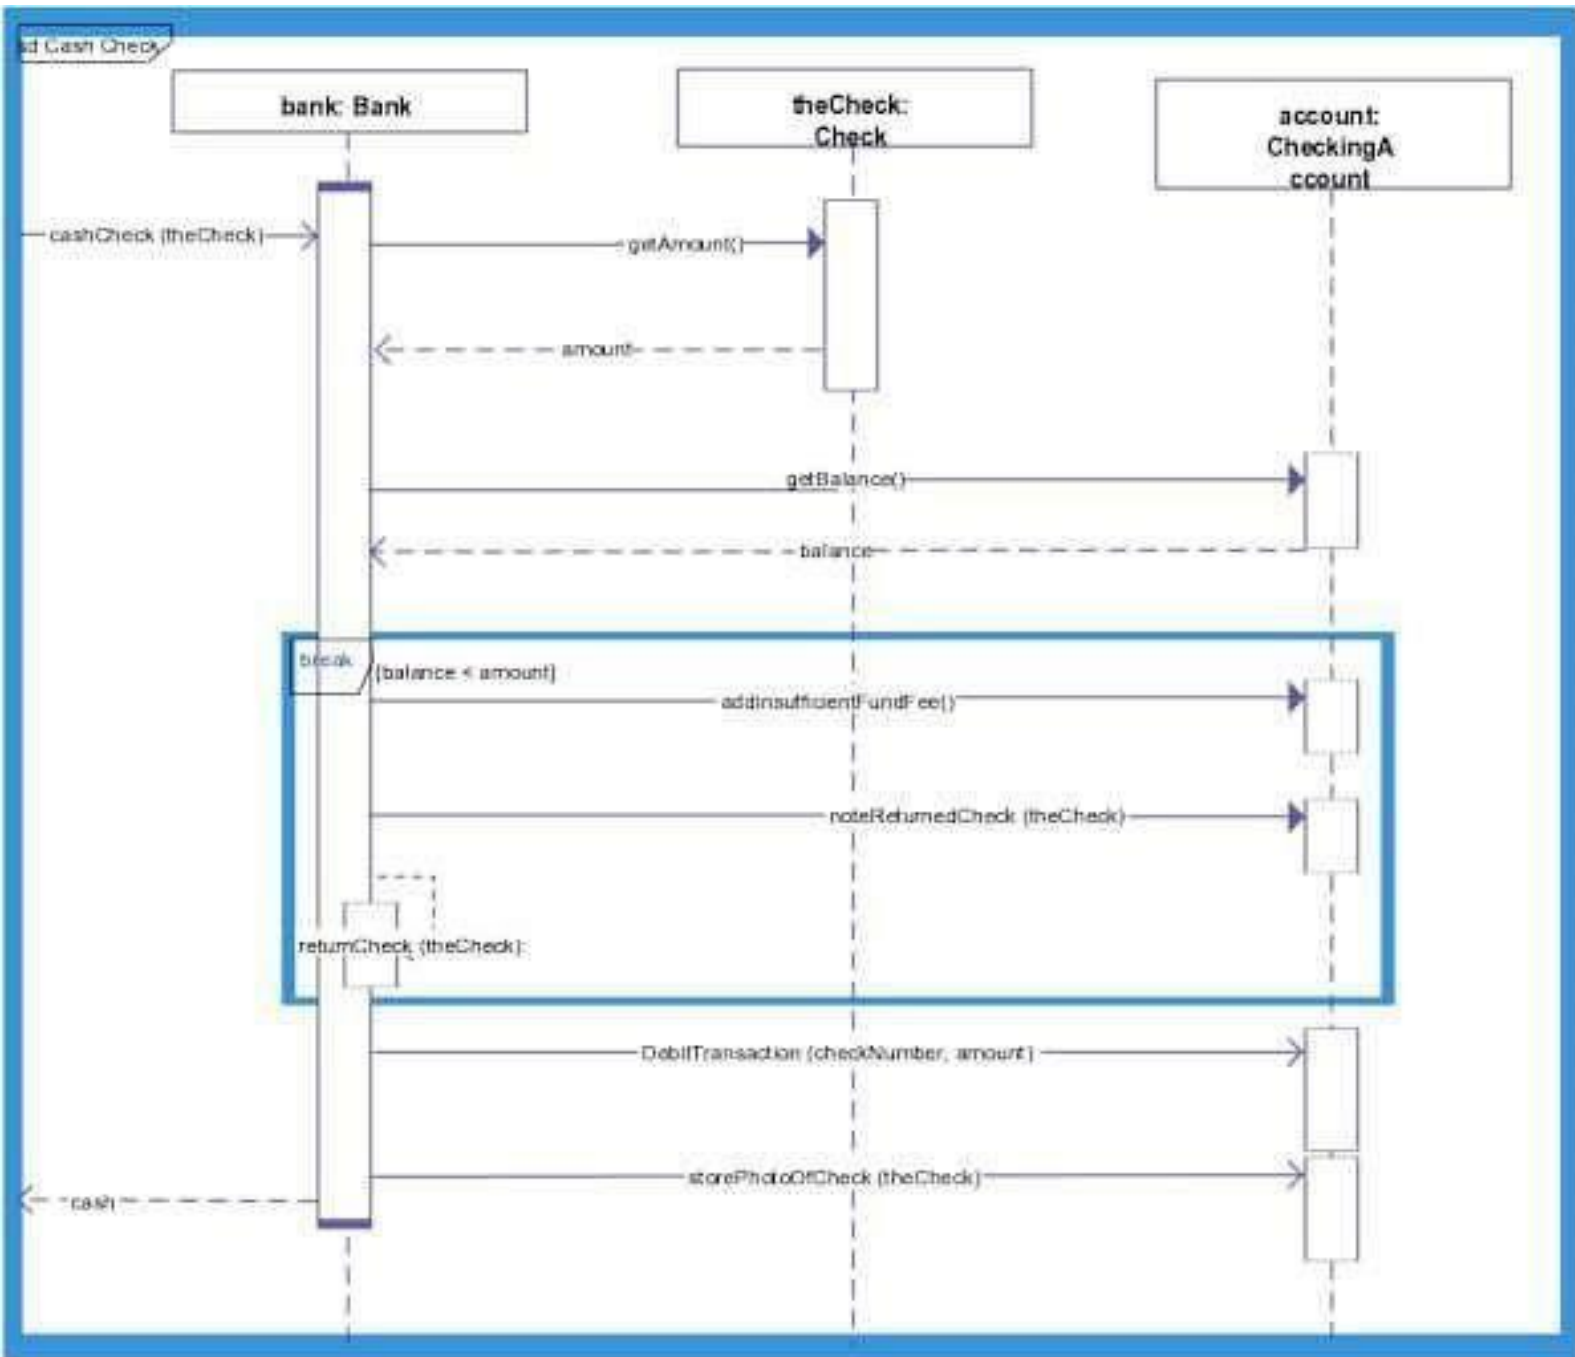 sd Cash Check
bank: Bank
theCheck:
Check
account:
CheckingA
ccount
cashCheck (theCheck)
getAmount()
amount
getBalance()
balance
break
[balance < amount]
addInsufficientFundFee()
noteReturnedCheck (theCheck)
returnCheck (theCheck)
DebitTransaction (checkNumber, amount)
storePhotoOfCheck (theCheck)
cash